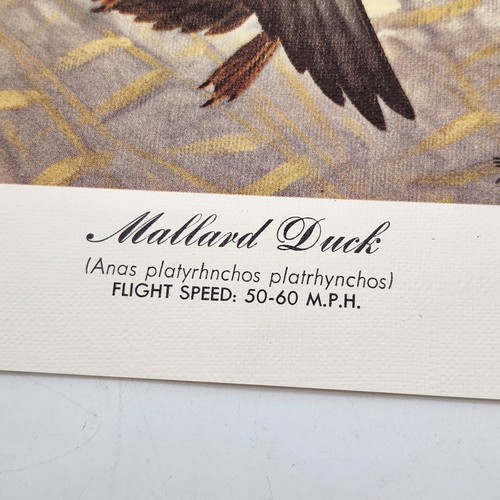 Mallard Duck
(Anas platyrhnchos platrhynchos)
FLIGHT SPEED: 50-60 M.P.H.